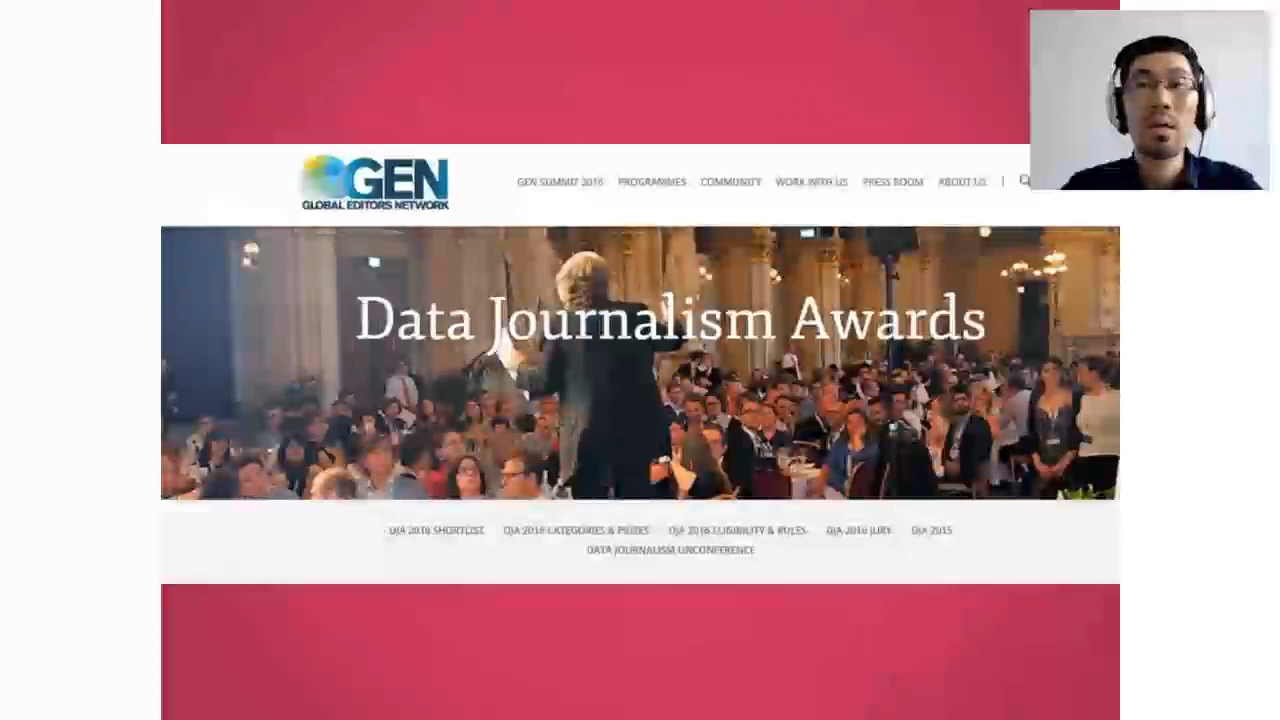 GEN
GLOBAL EDITORS NETWORK
GEN SUMMIT 2016 PROGRAMMES COMMUNITY WORK WITH US PRESS ROOM ABOUT US |
Data Journalism Awards
DJA 2016 SHORTLIST DJA 2016 CATEGORIES & PRIZES DJA 2016 ELIGIBILITY & RULES DJA 2016 JURY DJA 2015
DATA JOURNALISM UNCONFERENCE